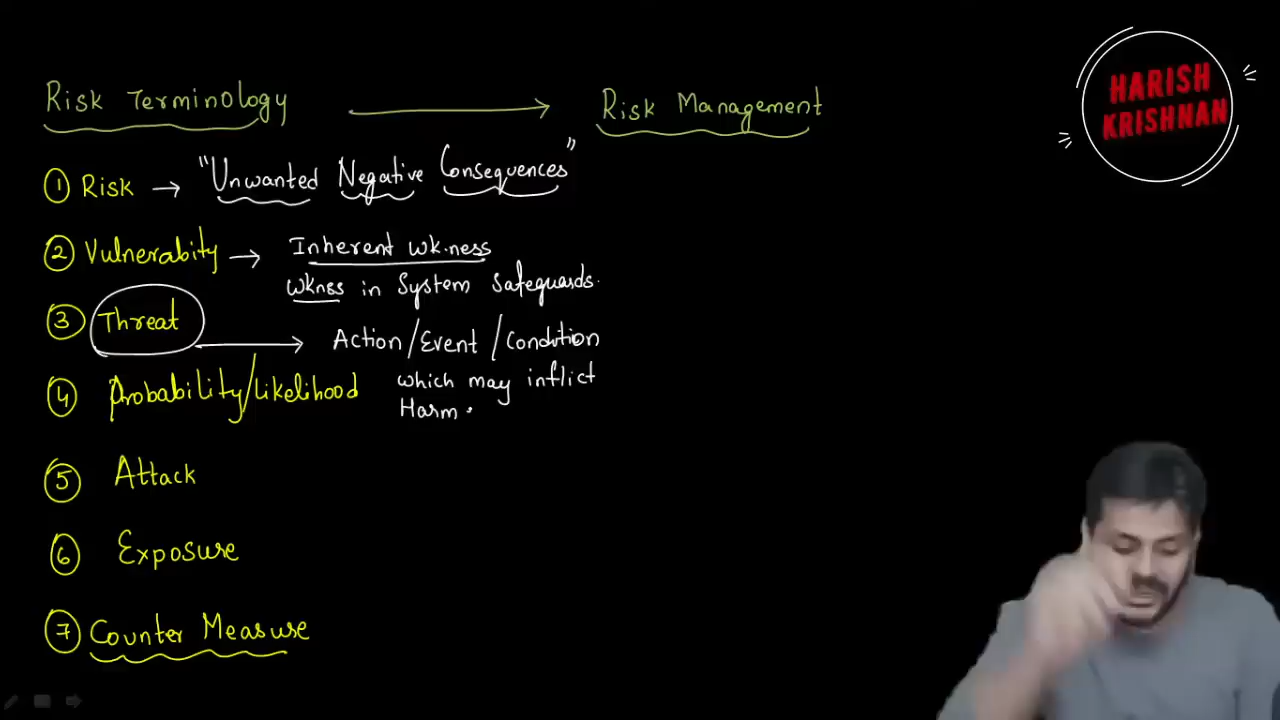 Risk Terminology → Risk Management
HARISH
KRISHNAN
① Risk → "Unwanted Negative Consequences"
② Vulnerabity → Inherent wk.ness
wknss in System Safeguards.
③ Threat → Action/Event/Condition
which may inflict
Harm.
④ Probability/likelihood
⑤ Attack
⑥ Exposure
⑦ Counter Measure